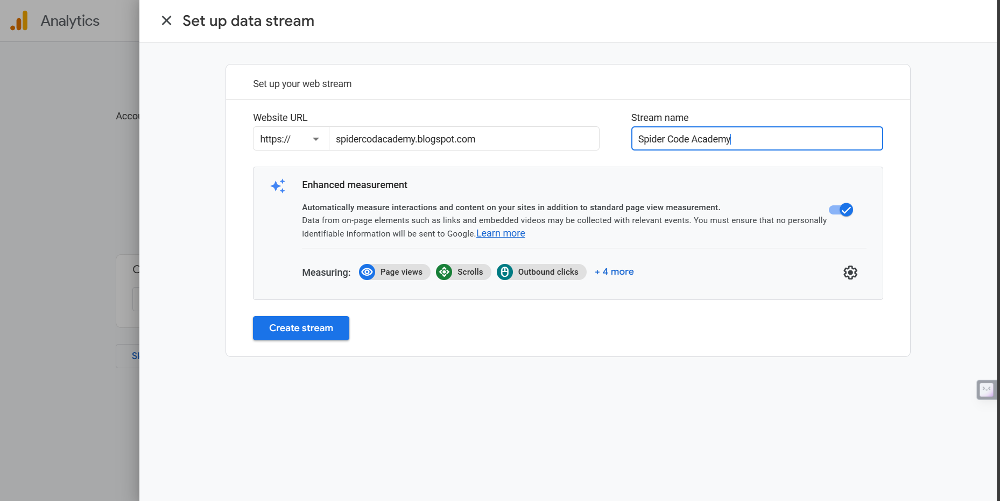 Analytics
Set up data stream
Set up your web stream
Website URL
Stream name
https://
spidercodacademy.blogspot.com
Spider Code Academy
Enhanced measurement
Automatically measure interactions and content on your sites in addition to standard page view measurement.
Data from on-page elements such as links and embedded videos may be collected with relevant events. You must ensure that no personally
identifiable information will be sent to Google.Learn more
Measuring:
Page views
Scrolls
Outbound clicks
+ 4 more
Create stream